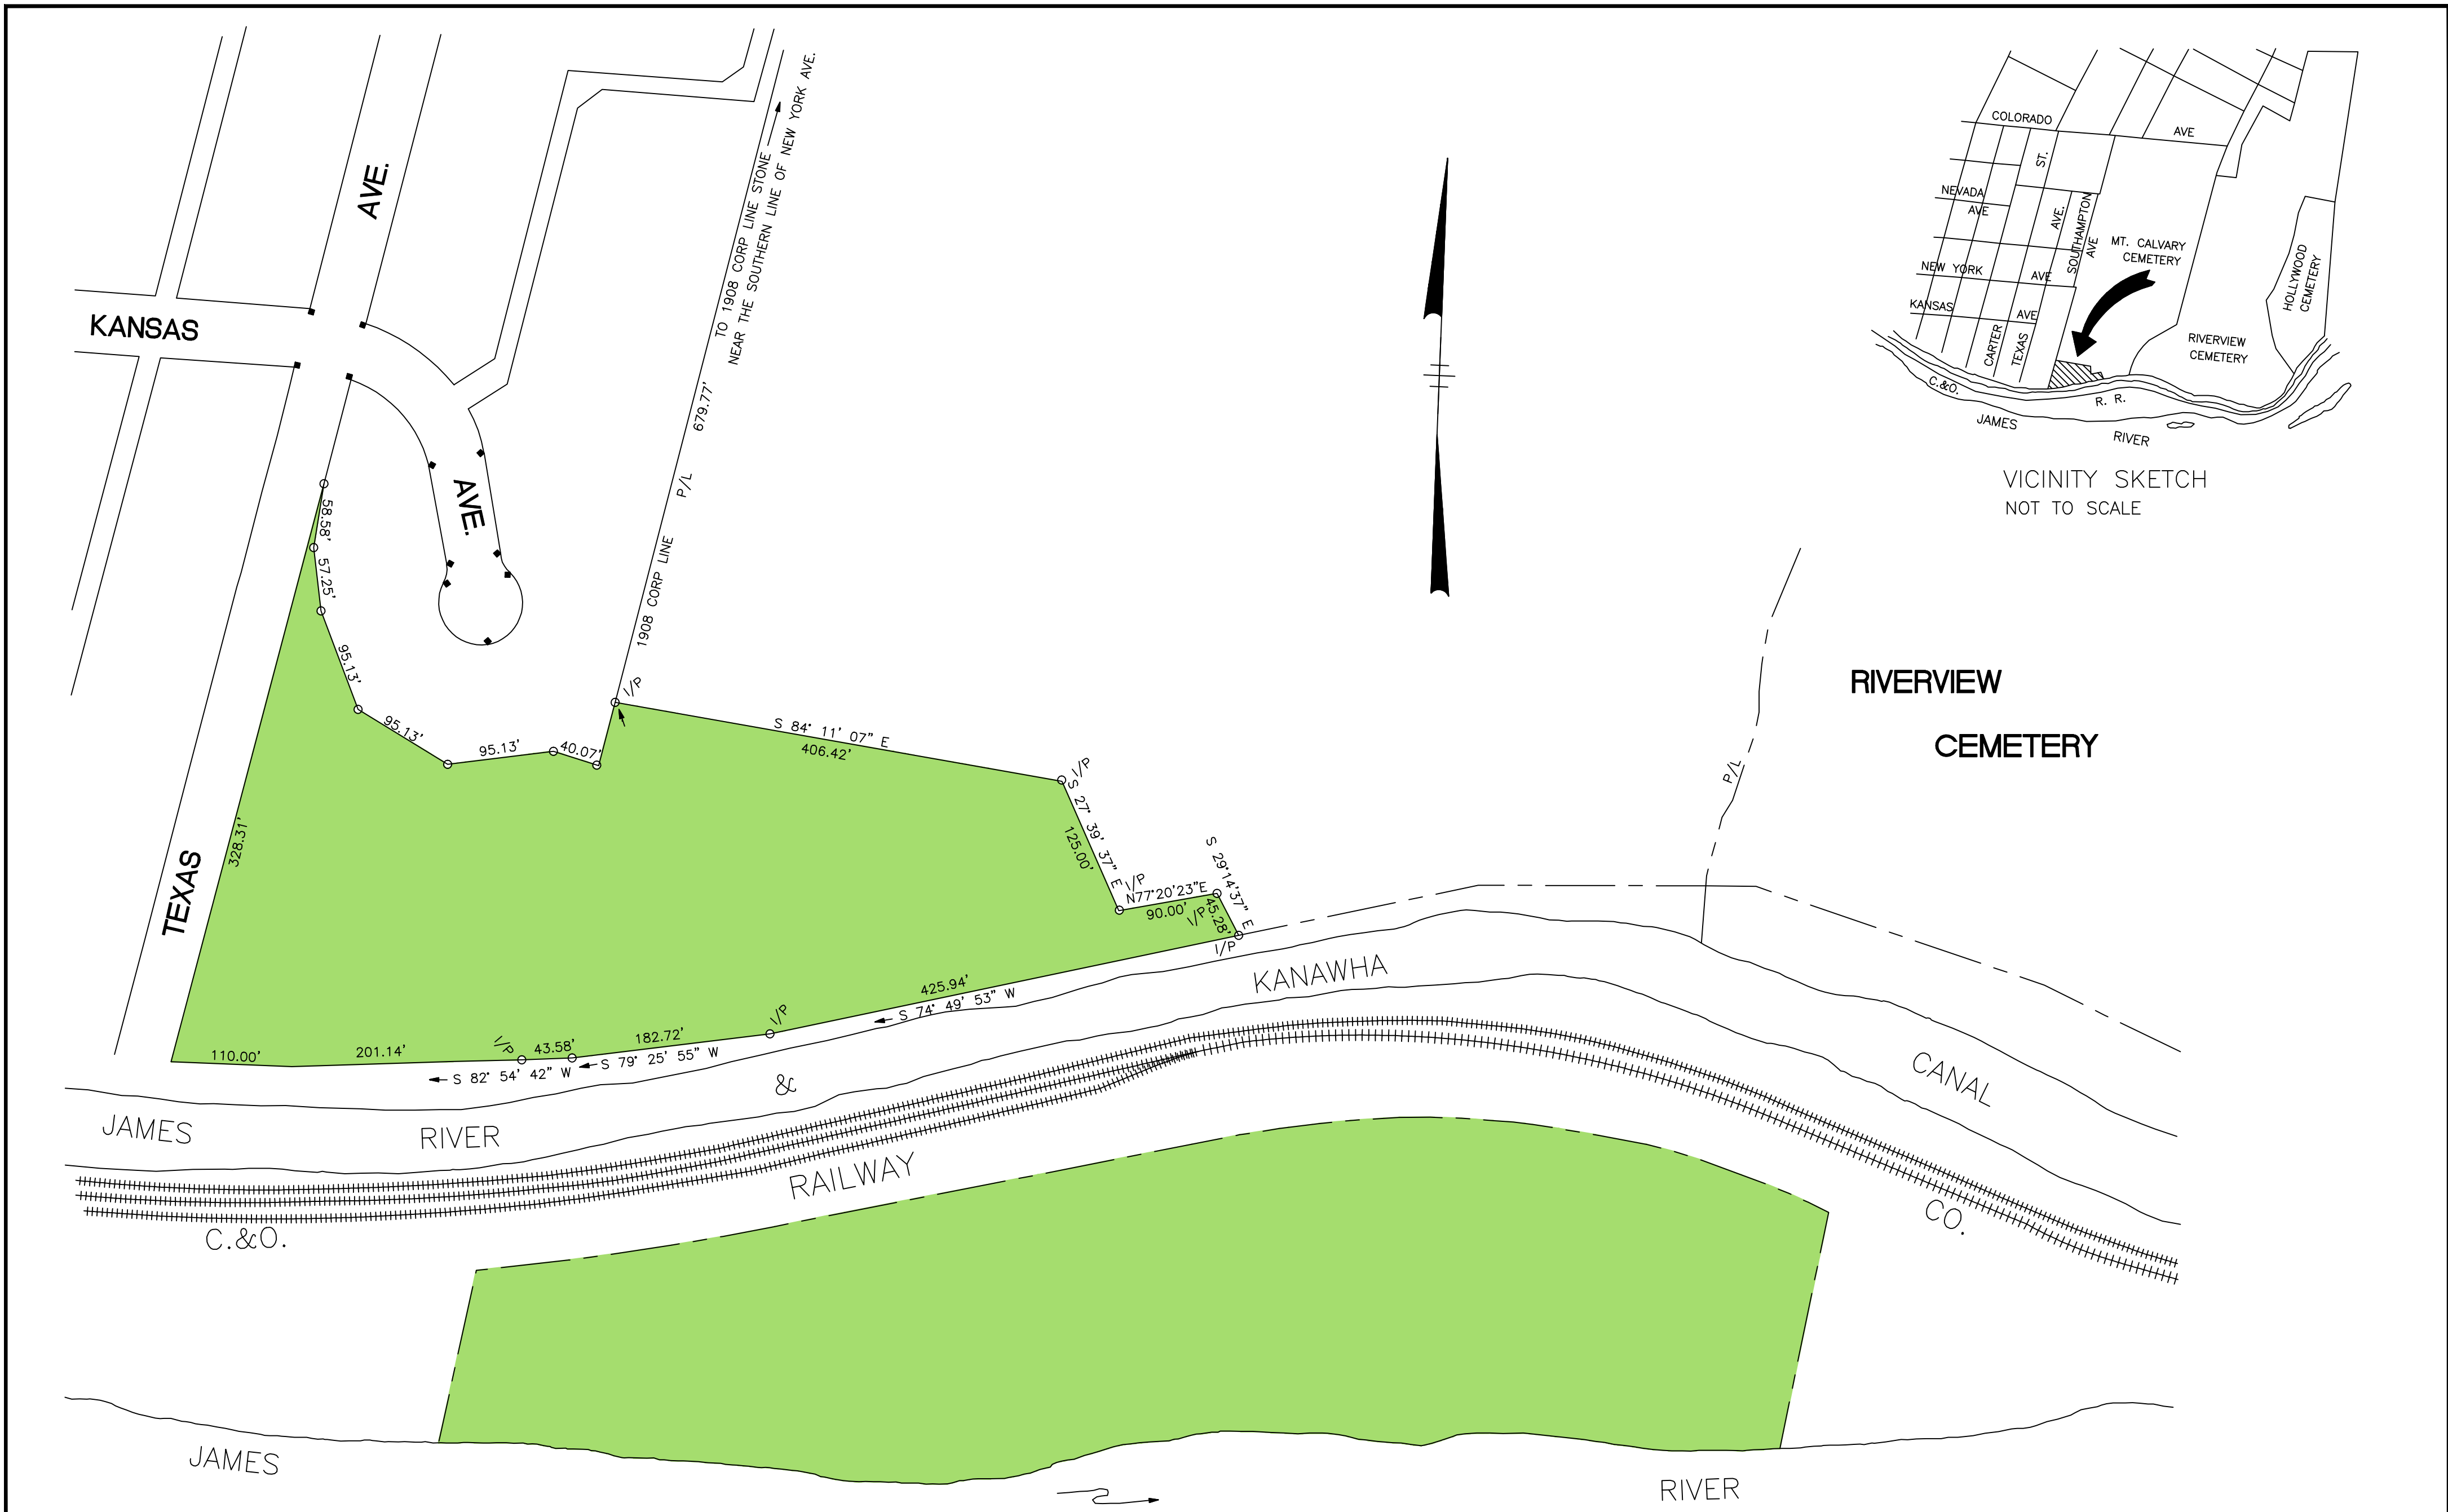 AVE.
KANSAS
AVE.
TEXAS
TO 1908 CORP LINE STONE
NEAR THE SOUTHERN LINE OF NEW YORK AVE.
679.77'
P/L
1908 CORP LINE
I/P
58.58'
57.25'
95.13'
95.13'
95.13'
40.07'
328.31'
S 84° 11' 07" E
406.42'
I/P
S 27° 39' 37" E
125.00'
I/P
N77°20'23"E
90.00'
I/P
S 29°14'37" E
45.28'
I/P
425.94'
S 74° 49' 53" W
I/P
182.72'
S 79° 25' 55" W
43.58'
I/P
S 82° 54' 42" W
201.14'
110.00'
COLORADO
AVE
ST.
NEVADA
AVE
AVE.
SOUTHAMPTON
AVE
MT. CALVARY
CEMETERY
HOLLYWOOD
CEMETERY
NEW YORK
AVE
KANSAS
AVE
CARTER
TEXAS
RIVERVIEW
CEMETERY
C.&O.
R. R.
JAMES
RIVER
VICINITY SKETCH
NOT TO SCALE
RIVERVIEW
CEMETERY
P/L
KANAWHA
CANAL
&
JAMES
RIVER
RAILWAY
C.&O.
CO.
JAMES
RIVER